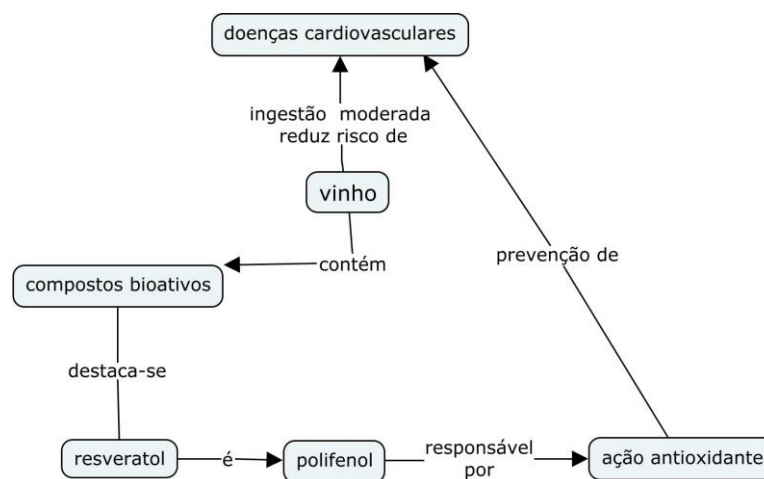 doenças cardiovasculares
ingestão moderada
reduz risco de
vinho
contém
prevenção de
compostos bioativos
destaca-se
resveratol
é
polifenol
responsável
por
ação antioxidante